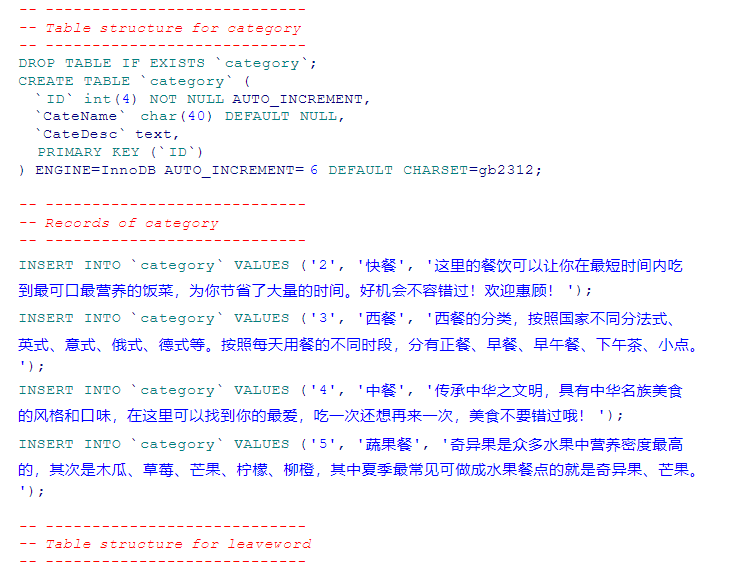 -- ----------------------------
-- Table structure for category
-- ----------------------------
DROP TABLE IF EXISTS `category`;
CREATE TABLE `category` (
  `ID` int(4) NOT NULL AUTO_INCREMENT,
  `CateName` char(40) DEFAULT NULL,
  `CateDesc` text,
  PRIMARY KEY (`ID`)
) ENGINE=InnoDB AUTO_INCREMENT= 6 DEFAULT CHARSET=gb2312;
-- ----------------------------
-- Records of category
-- ----------------------------
INSERT INTO `category` VALUES ('2', '快餐', '这里的餐饮可以让你在最短时间内吃
到最可口最营养的饭菜，为你节省了大量的时间。好机会不容错过！欢迎惠顾！');
INSERT INTO `category` VALUES ('3', '西餐', '西餐的分类，按照国家不同分法式、
英式、意式、俄式、德式等。按照每天用餐的不同时段，分有正餐、早餐、早午餐、下午茶、小点。
');
INSERT INTO `category` VALUES ('4', '中餐', '传承中华之文明，具有中华名族美食
的风格和口味，在这里可以找到你的最爱，吃一次还想再来一次，美食不要错过哦！');
INSERT INTO `category` VALUES ('5', '蔬果餐', '奇异果是众多水果中营养密度最高
的，其次是木瓜、草莓、芒果、柠檬、柳橙，其中夏季最常见可做成水果餐点的就是奇异果、芒果。
');
-- ----------------------------
-- Table structure for leaveword
-- ----------------------------